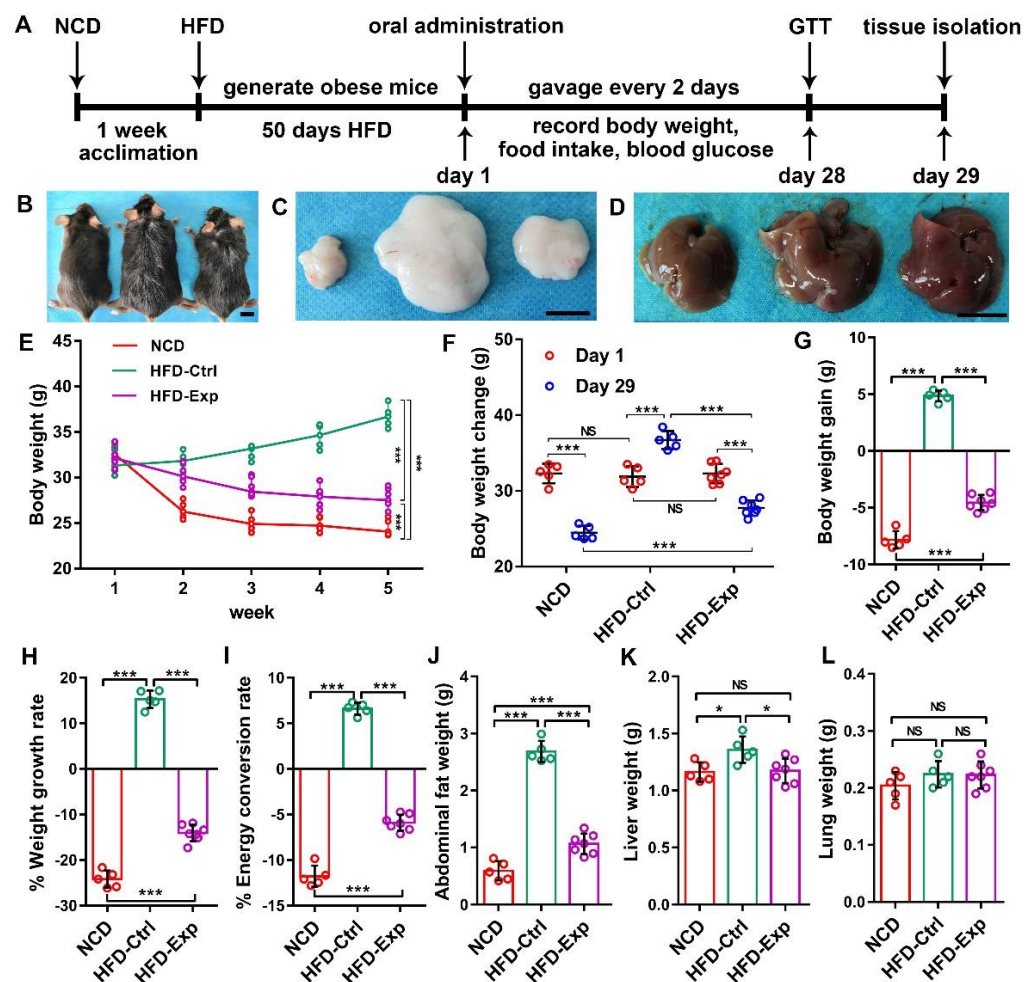 A
NCD
HFD
oral administration
GTT
tissue isolation
generate obese mice
gavage every 2 days
1 week
acclimation
50 days HFD
record body weight,
food intake, blood glucose
day 1
day 28
day 29
B
C
D
E
Body weight (g)
45
40
35
30
25
20
NCD
HFD-Ctrl
HFD-Exp
***
***
***
1 2 3 4 5
week
F
Body weight change (g)
42
36
30
20
Day 1
Day 29
***
NS
***
***
***
NS
***
NCD
HFD-Ctrl
HFD-Exp
G
Body weight gain (g)
10
5
0
-5
-10
*** ***
***
NCD
HFD-Ctrl
HFD-Exp
H
% Weight growth rate
20
10
0
-10
-20
-30
*** ***
***
NCD
HFD-Ctrl
HFD-Exp
I
% Energy conversion rate
10
5
0
-5
-10
-15
*** ***
***
NCD
HFD-Ctrl
HFD-Exp
J
Abdominal fat weight (g)
4
3
2
1
0
***
*** ***
NCD
HFD-Ctrl
HFD-Exp
K
Liver weight (g)
2.0
1.5
1.0
0.5
0.0
NS
* *
NCD
HFD-Ctrl
HFD-Exp
L
Lung weight (g)
0.4
0.3
0.2
0.1
0.0
NS
NS NS
NCD
HFD-Ctrl
HFD-Exp